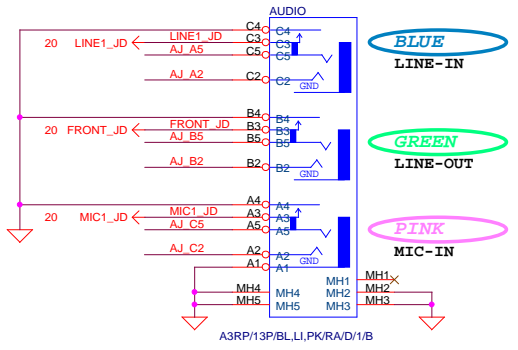 AUDIO
C4 C4
20 LINE1_JD LINE1_JD C3 C3
AJ_A5 C5 C5
AJ_A2 C2 C2
GND
BLUE
LINE-IN
B4 B4
20 FRONT_JD FRONT_JD B3 B3
AJ_B5 B5 B5
AJ_B2 B2 B2
GND
GREEN
LINE-OUT
A4 A4
20 MIC1_JD MIC1_JD A3 A3
AJ_C5 A5 A5
AJ_C2 A2 A2
GND
A1 A1
PINK
MIC-IN
MH1 MH1
MH4 MH4 MH2 MH2
MH5 MH5 MH3 MH3
A3RP/13P/BL,LI,PK/RA/D/1/B